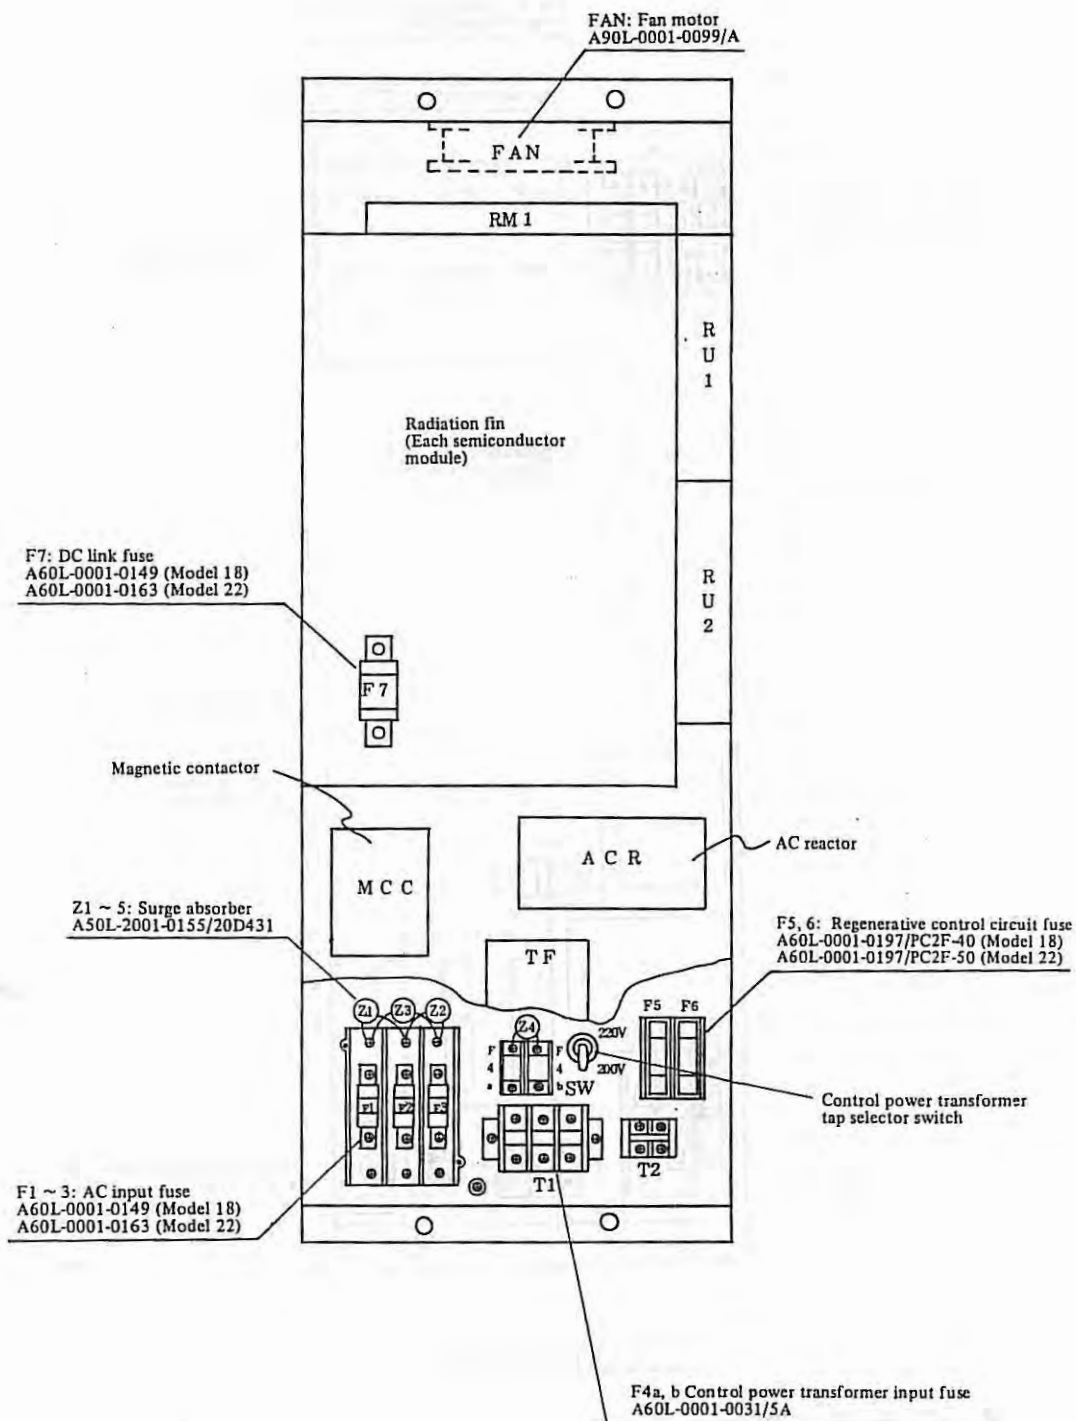 FAN: Fan motor
A90L-0001-0099/A
FAN
RM 1
R
U
1
Radiation fin
(Each semiconductor
module)
F7: DC link fuse
A60L-0001-0149 (Model 18)
A60L-0001-0163 (Model 22)
R
U
2
F 7
Magnetic contactor
A C R
AC reactor
M C C
Z1 ~ 5: Surge absorber
A50L-2001-0155/20D431
F5, 6: Regenerative control circuit fuse
A60L-0001-0197/PC2F-40 (Model 18)
A60L-0001-0197/PC2F-50 (Model 22)
T F
Z1 Z3 Z2
Z4
F5 F6
220V
F
4
a
F
4
b
200V
SW
F1 F2 F3
Control power transformer
tap selector switch
T1
T2
F1 ~ 3: AC input fuse
A60L-0001-0149 (Model 18)
A60L-0001-0163 (Model 22)
F4a, b Control power transformer input fuse
A60L-0001-0031/5A